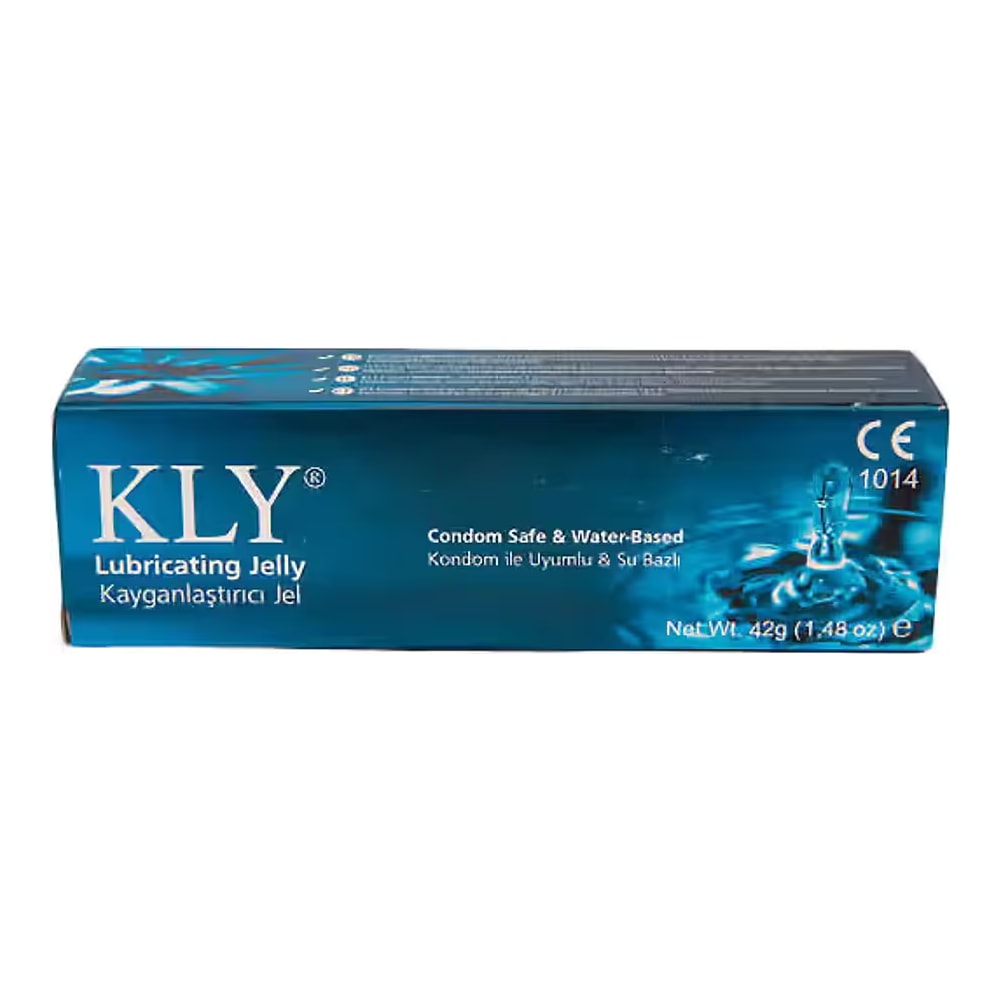 CE
1014
KLY®
Lubricating Jelly
Kayganlaştırıcı Jel
Condom Safe & Water-Based
Kondom ile Uyumlu & Su Bazlı
Net Wt. 42g (1.48 oz) ℮